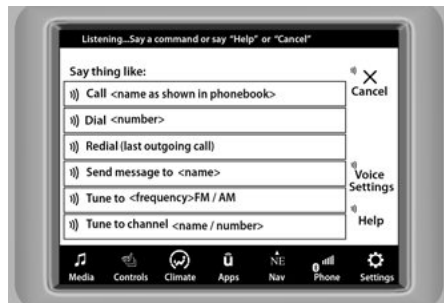 Listening...Say a command or say “Help” or “Cancel”
Say thing like:
Call <name as shown in phonebook>
Dial <number>
Redial (last outgoing call)
Send message to <name>
Tune to <frequency>FM / AM
Tune to channel <name / number>
Cancel
Voice
Settings
Help
NE
Media Controls Climate Apps Nav Phone Settings